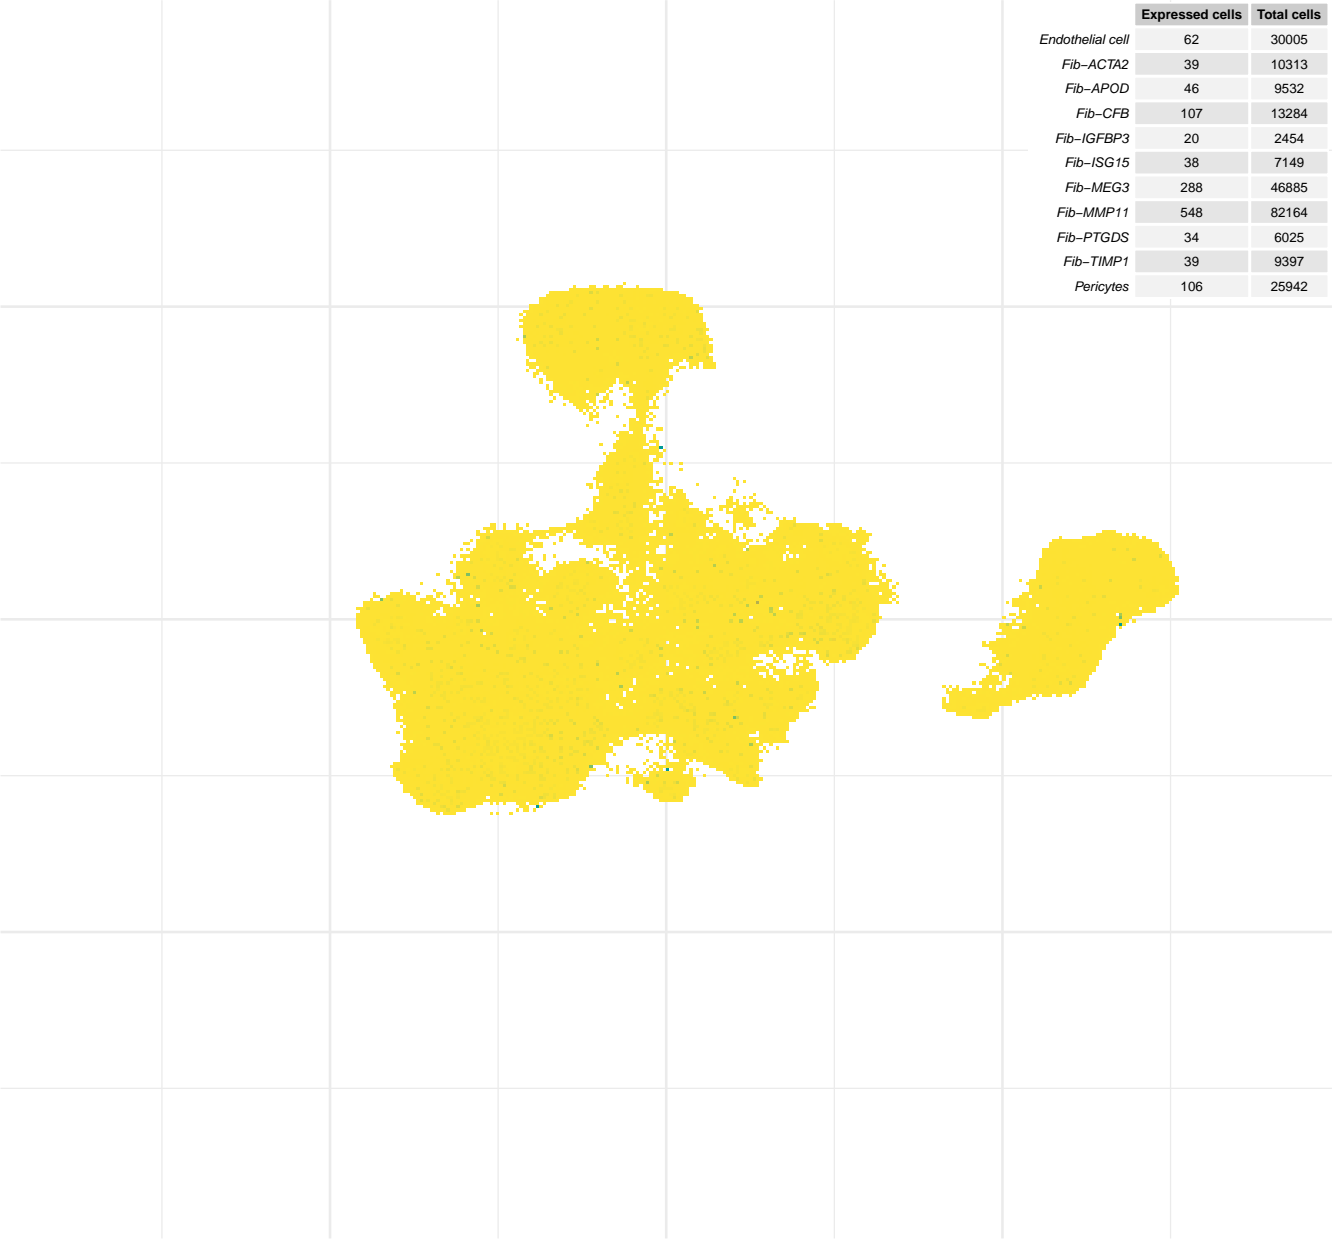 Expressed cells Total cells
Endothelial cell 62 30005
Fib−ACTA2 39 10313
Fib−APOD 46 9532
Fib−CFB 107 13284
Fib−IGFBP3 20 2454
Fib−ISG15 38 7149
Fib−MEG3 288 46885
Fib−MMP11 548 82164
Fib−PTGDS 34 6025
Fib−TIMP1 39 9397
Pericytes 106 25942